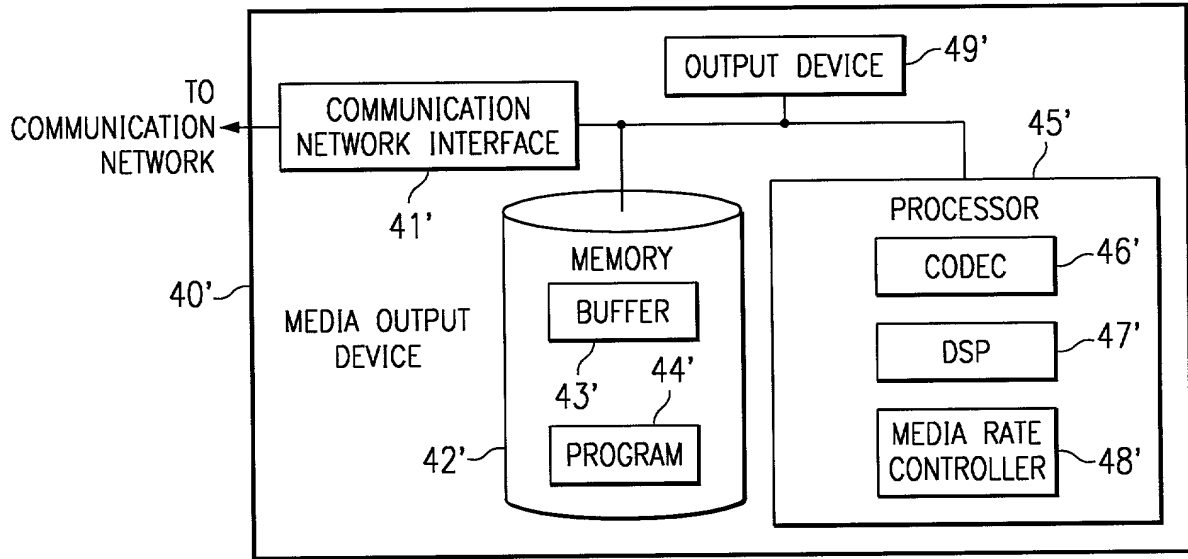 OUTPUT DEVICE
49'
TO
COMMUNICATION
NETWORK
COMMUNICATION
NETWORK INTERFACE
41'
45'
PROCESSOR
CODEC
46'
DSP
47'
MEDIA RATE
CONTROLLER
48'
MEMORY
BUFFER
43'
44'
PROGRAM
42'
40'
MEDIA OUTPUT
DEVICE